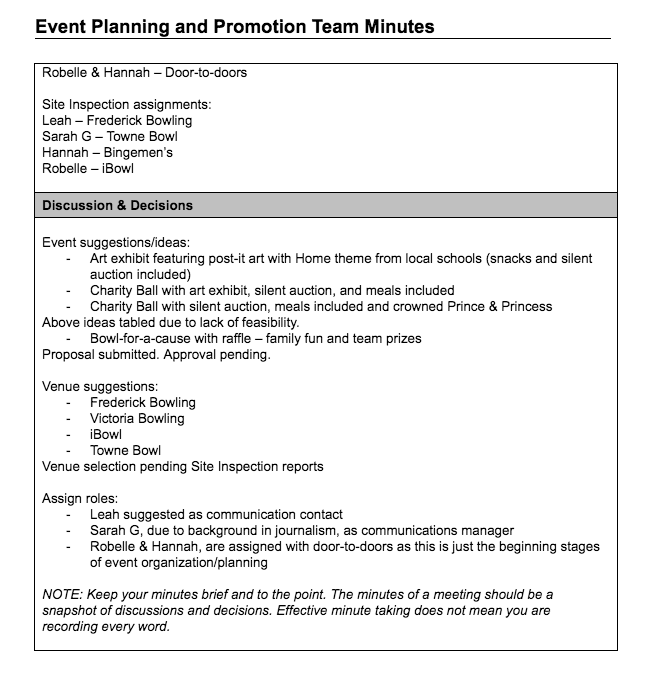 Event Planning and Promotion Team Minutes
Robelle & Hannah – Door-to-doors
Site Inspection assignments:
Leah – Frederick Bowling
Sarah G – Towne Bowl
Hannah – Bingemen's
Robelle – iBowl
Discussion & Decisions
Event suggestions/ideas:
- Art exhibit featuring post-it art with Home theme from local schools (snacks and silent
auction included)
- Charity Ball with art exhibit, silent auction, and meals included
- Charity Ball with silent auction, meals included and crowned Prince & Princess
Above ideas tabled due to lack of feasibility.
- Bowl-for-a-cause with raffle – family fun and team prizes
Proposal submitted. Approval pending.
Venue suggestions:
- Frederick Bowling
- Victoria Bowling
- iBowl
- Towne Bowl
Venue selection pending Site Inspection reports
Assign roles:
- Leah suggested as communication contact
- Sarah G, due to background in journalism, as communications manager
- Robelle & Hannah, are assigned with door-to-doors as this is just the beginning stages
of event organization/planning
NOTE: Keep your minutes brief and to the point. The minutes of a meeting should be a
snapshot of discussions and decisions. Effective minute taking does not mean you are
recording every word.